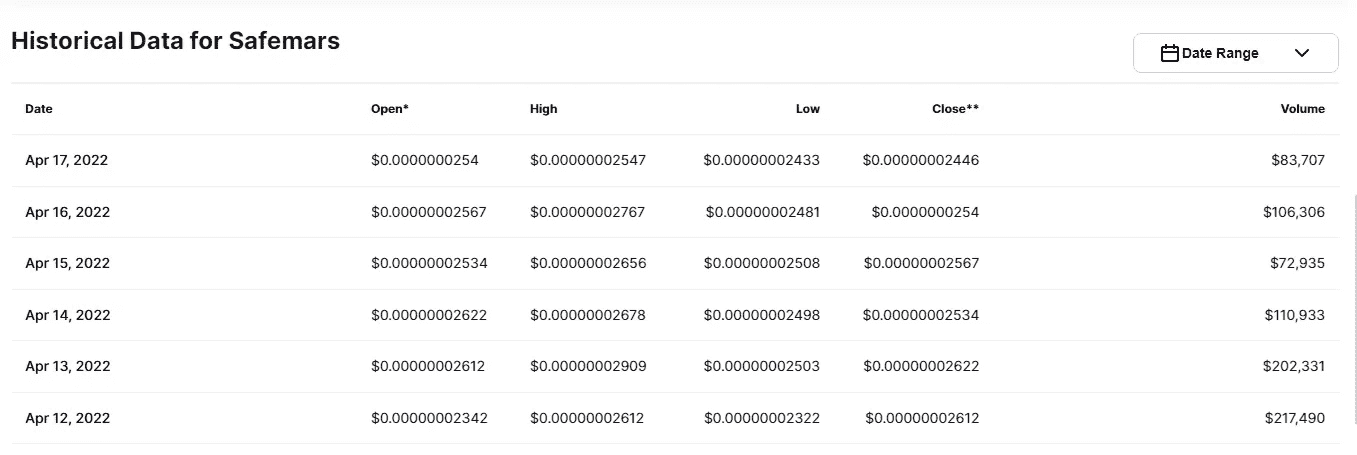 Historical Data for Safemars
Date Range
Date Open* High Low Close** Volume
Apr 17, 2022 $0.0000000254 $0.00000002547 $0.00000002433 $0.00000002446 $83,707
Apr 16, 2022 $0.00000002567 $0.00000002767 $0.00000002481 $0.0000000254 $106,306
Apr 15, 2022 $0.00000002534 $0.00000002656 $0.00000002508 $0.00000002567 $72,935
Apr 14, 2022 $0.00000002622 $0.00000002678 $0.00000002498 $0.00000002534 $110,933
Apr 13, 2022 $0.00000002612 $0.00000002909 $0.00000002503 $0.00000002622 $202,331
Apr 12, 2022 $0.00000002342 $0.00000002612 $0.00000002322 $0.00000002612 $217,490